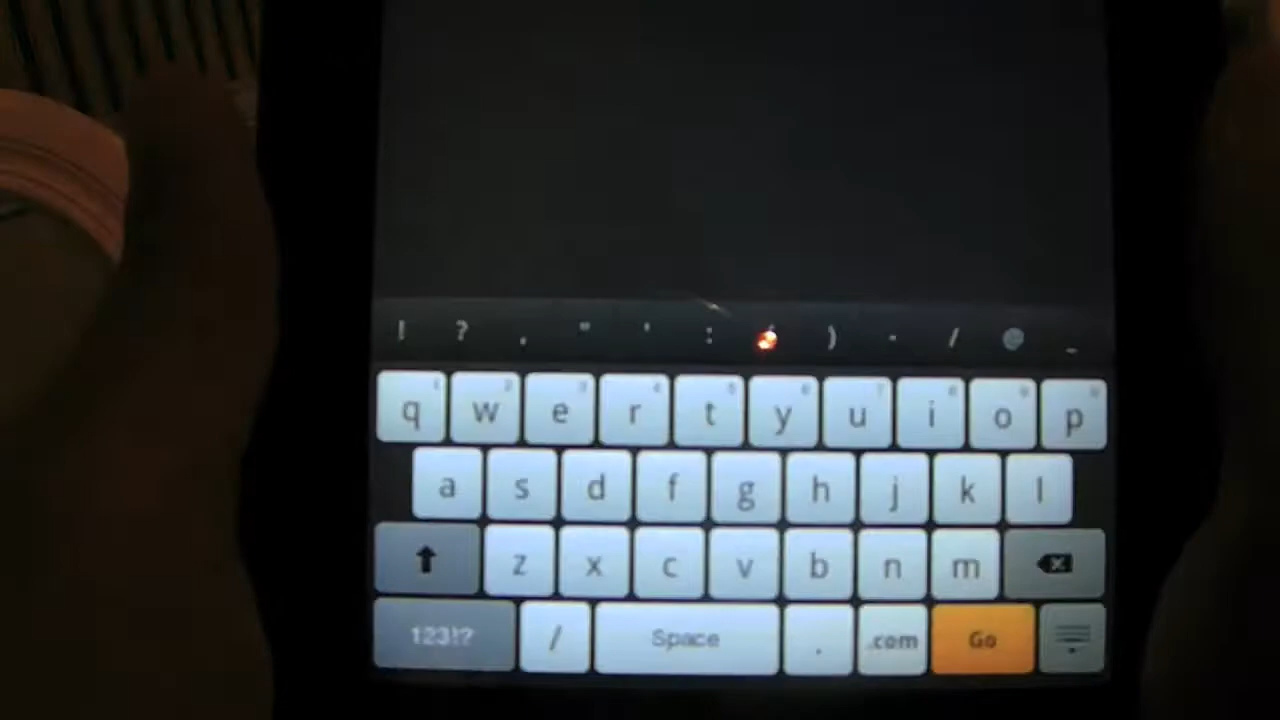 ! ? , " ' : ) - / @ _
q w e r t y u i o p
a s d f g h j k l
z x c v b n m
123!? / Space . .com Go